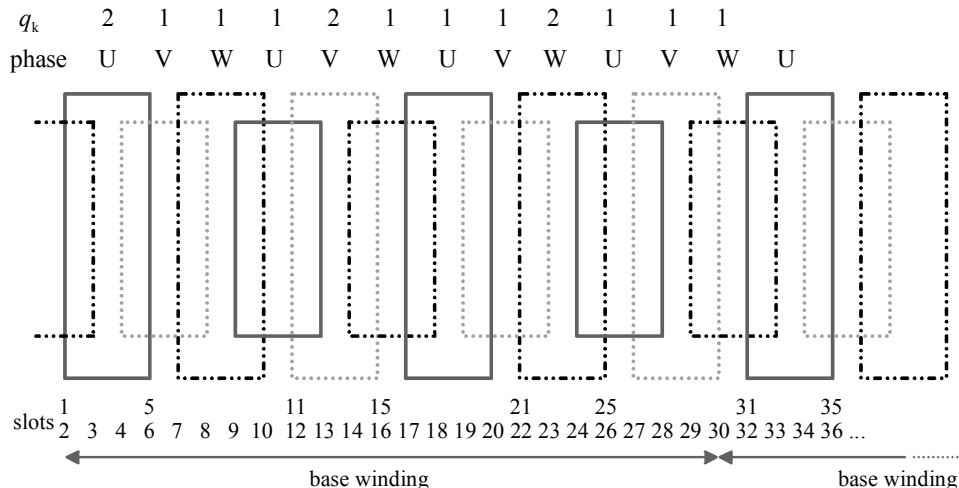 qk 2 1 1 1 2 1 1 1 2 1 1 1
phase U V W U V W U V W U V W U
1 5 11 15 21 25 31 35
slots 2 3 4 6 7 8 9 10 12 13 14 16 17 18 19 20 22 23 24 26 27 28 29 30 32 33 34 36 ...
base winding base winding